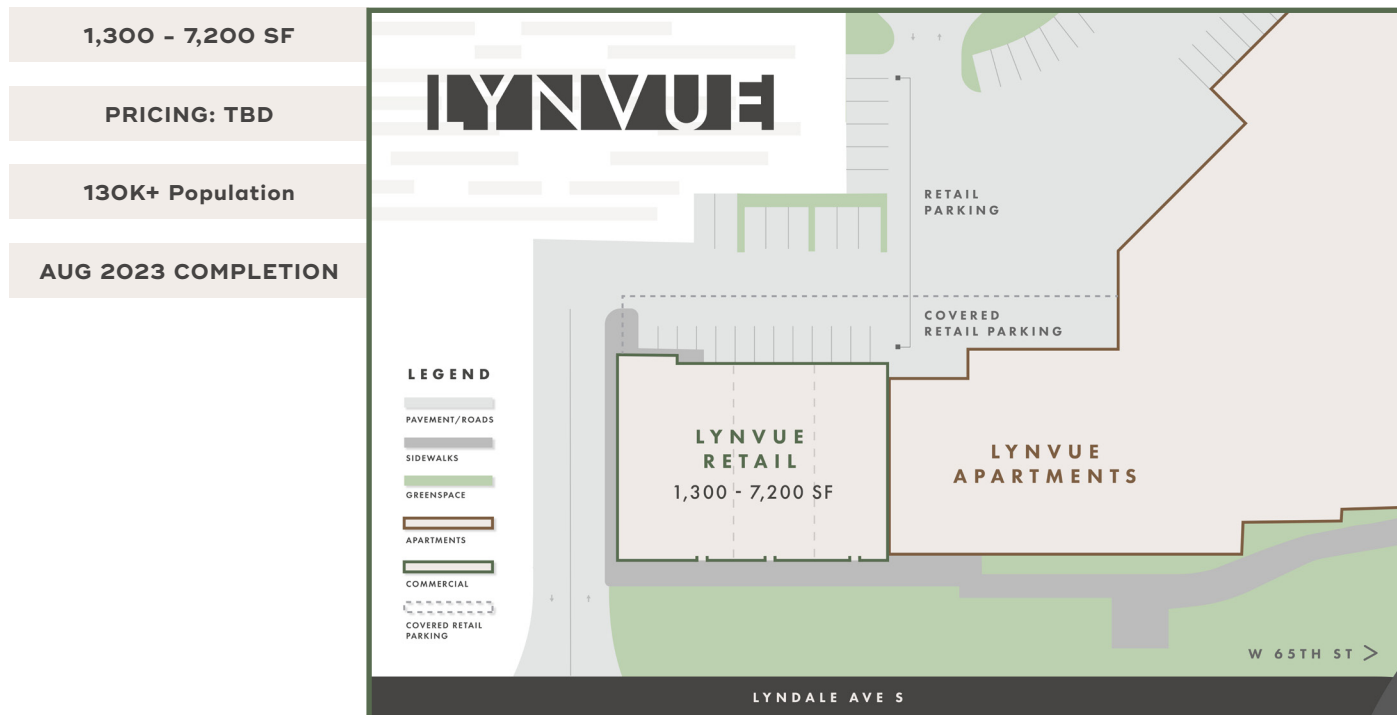 1,300 – 7,200 SF
PRICING: TBD
130K+ Population
AUG 2023 COMPLETION
LYNVUE
RETAIL
PARKING
COVERED
RETAIL PARKING
LEGEND
PAVEMENT/ROADS
SIDEWALKS
GREENSPACE
APARTMENTS
COMMERCIAL
COVERED RETAIL
PARKING
LYNVUE
RETAIL
1,300 - 7,200 SF
LYNVUE
APARTMENTS
W 65TH ST >
LYNDALE AVE S